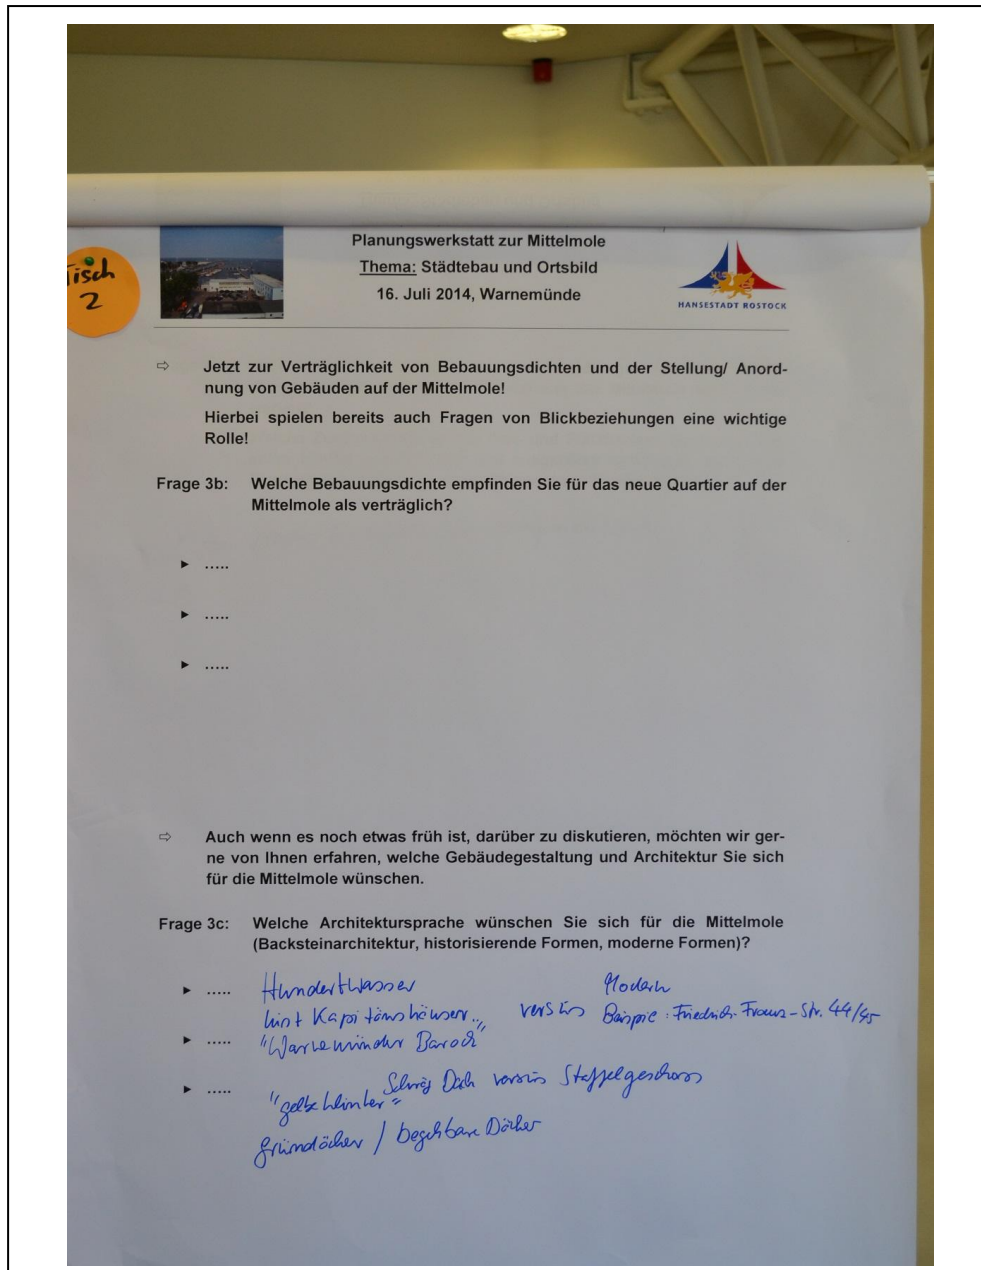 Tisch
2
Planungswerkstatt zur Mittelmole
Thema: Städtebau und Ortsbild
16. Juli 2014, Warnemünde
HANSESTADT ROSTOCK
⇨ Jetzt zur Verträglichkeit von Bebauungsdichten und der Stellung/ Anord-
nung von Gebäuden auf der Mittelmole!
Hierbei spielen bereits auch Fragen von Blickbeziehungen eine wichtige
Rolle!
Frage 3b: Welche Bebauungsdichte empfinden Sie für das neue Quartier auf der
Mittelmole als verträglich?
► .....
► .....
► .....
⇨ Auch wenn es noch etwas früh ist, darüber zu diskutieren, möchten wir ger-
ne von Ihnen erfahren, welche Gebäudegestaltung und Architektur Sie sich
für die Mittelmole wünschen.
Frage 3c: Welche Architektursprache wünschen Sie sich für die Mittelmole
(Backsteinarchitektur, historisierende Formen, moderne Formen)?
► ..... Hundertwasser Modern
Kapitänshäuser versus Friedrich-Franz-Str. 44/45
► ..... "Warnemünder Barock"
► ..... Schräg Dach versus Staffelgeschoss
"gelbe Klinker"
Gründächer / begehbare Dächer